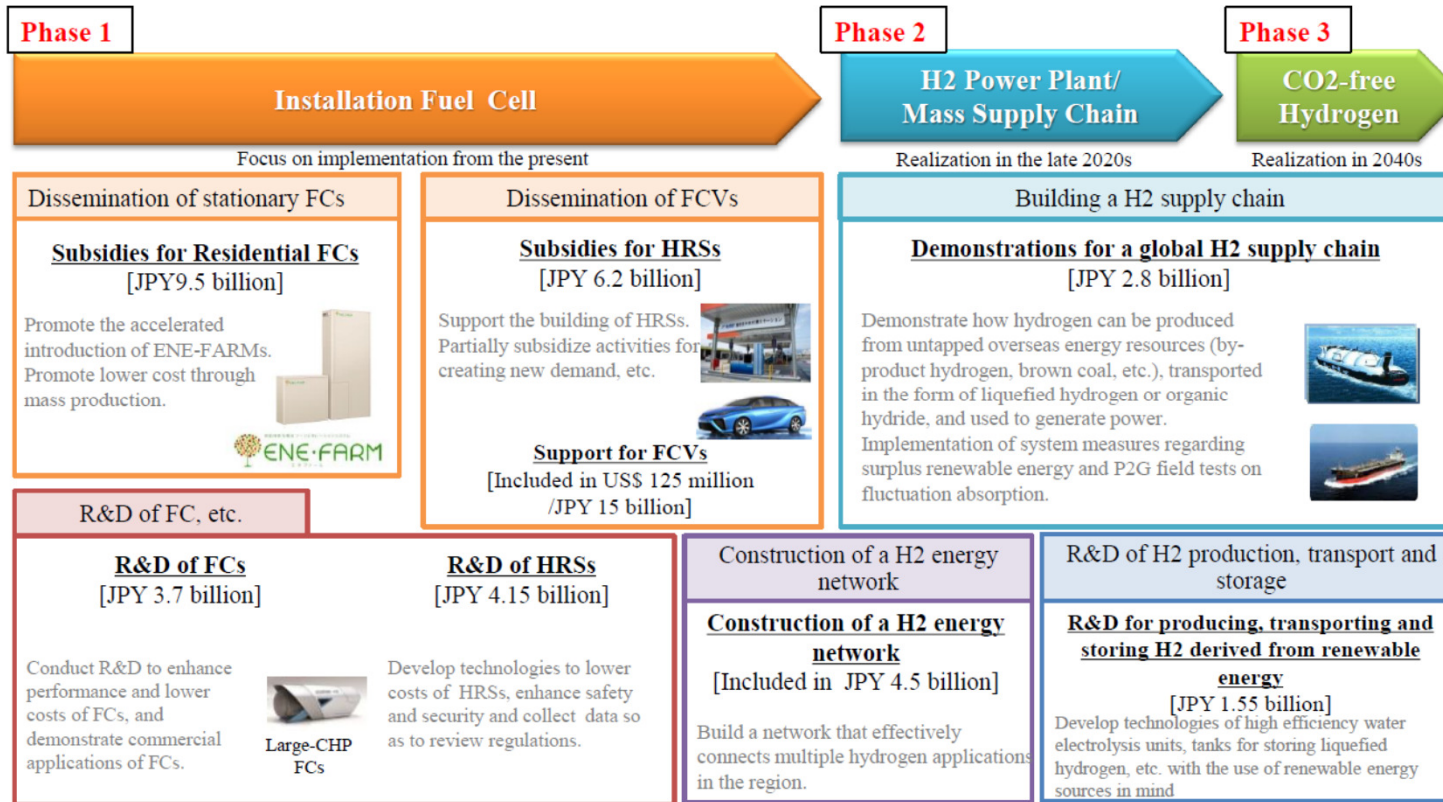 Phase 1
Phase 2
Phase 3
Installation Fuel Cell
H2 Power Plant/
Mass Supply Chain
CO2-free
Hydrogen
Focus on implementation from the present
Realization in the late 2020s
Realization in 2040s
Dissemination of stationary FCs
Subsidies for Residential FCs
[JPY9.5 billion]
Promote the accelerated
introduction of ENE-FARMs.
Promote lower cost through
mass production.
ENE·FARM
Dissemination of FCVs
Subsidies for HRSs
[JPY 6.2 billion]
Support the building of HRSs.
Partially subsidize activities for
creating new demand, etc.
Support for FCVs
[Included in US$ 125 million
/JPY 15 billion]
Building a H2 supply chain
Demonstrations for a global H2 supply chain
[JPY 2.8 billion]
Demonstrate how hydrogen can be produced
from untapped overseas energy resources (by-
product hydrogen, brown coal, etc.), transported
in the form of liquefied hydrogen or organic
hydride, and used to generate power.
Implementation of system measures regarding
surplus renewable energy and P2G field tests on
fluctuation absorption.
R&D of FC, etc.
R&D of FCs
[JPY 3.7 billion]
Conduct R&D to enhance
performance and lower
costs of FCs, and
demonstrate commercial
applications of FCs.
Large-CHP
FCs
R&D of HRSs
[JPY 4.15 billion]
Develop technologies to lower
costs of HRSs, enhance safety
and security and collect data so
as to review regulations.
Construction of a H2 energy
network
Construction of a H2 energy
network
[Included in JPY 4.5 billion]
Build a network that effectively
connects multiple hydrogen applications
in the region.
R&D of H2 production, transport and
storage
R&D for producing, transporting and
storing H2 derived from renewable
energy
[JPY 1.55 billion]
Develop technologies of high efficiency water
electrolysis units, tanks for storing liquefied
hydrogen, etc. with the use of renewable energy
sources in mind